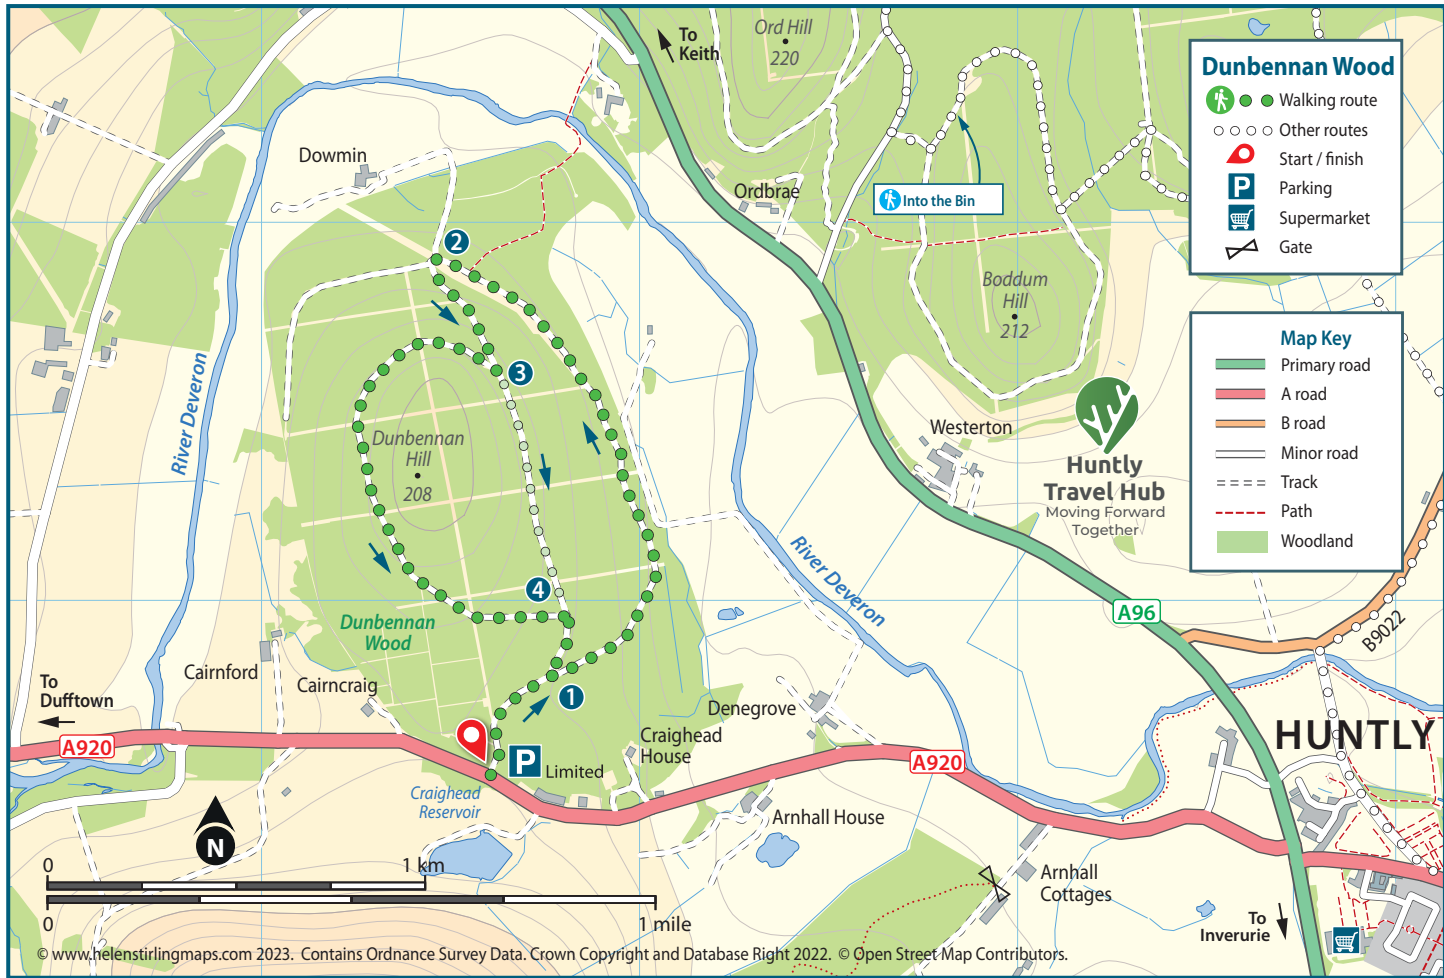 To
Keith
Ord Hill
220
Dunbennan Wood
Walking route
Other routes
Start / finish
P
Parking
Supermarket
Gate
Dowmin
Ordbrae
Into the Bin
2
Boddum
Hill
212
Map Key
Primary road
A road
B road
Minor road
Track
Path
Woodland
River Deveron
3
Dunbennan
Hill
208
Westerton
Huntly
Travel Hub
Moving Forward
Together
River Deveron
4
A96
B9022
Dunbennan
Wood
Cairnford
Cairncraig
To
Dufftown
A920
1
Denegrove
Craighead
House
P
Limited
A920
HUNTLY
Craighead
Reservoir
Arnhall House
Arnhall
Cottages
N
0
1 km
0
1 mile
To
Inverurie
© www.helenstirlingmaps.com 2023. Contains Ordnance Survey Data. Crown Copyright and Database Right 2022. © Open Street Map Contributors.